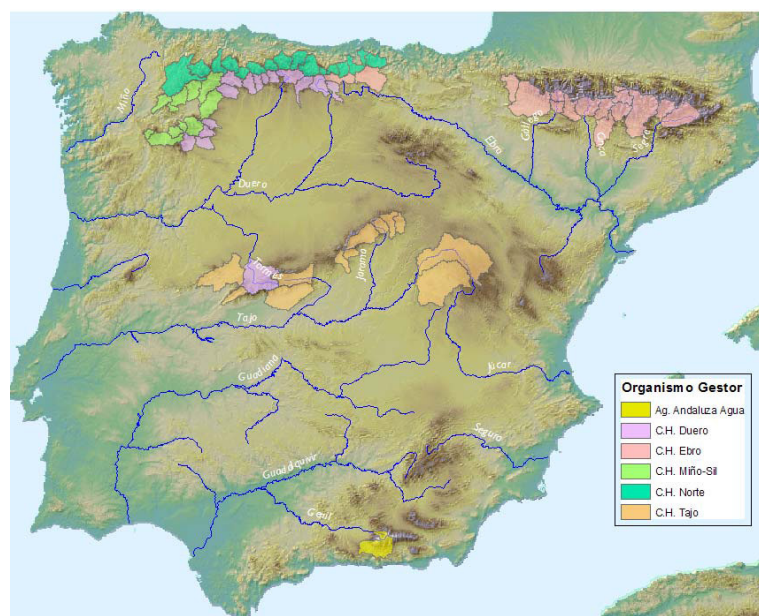 Miño
Ebro
Gállego
Cinca
Segre
Duero
Tormes
Jarama
Tajo
Júcar
Guadiana
Segura
Guadalquivir
Genil
Organismo Gestor
Ag. Andaluza Agua
C.H. Duero
C.H. Ebro
C.H. Miño-Sil
C.H. Norte
C.H. Tajo